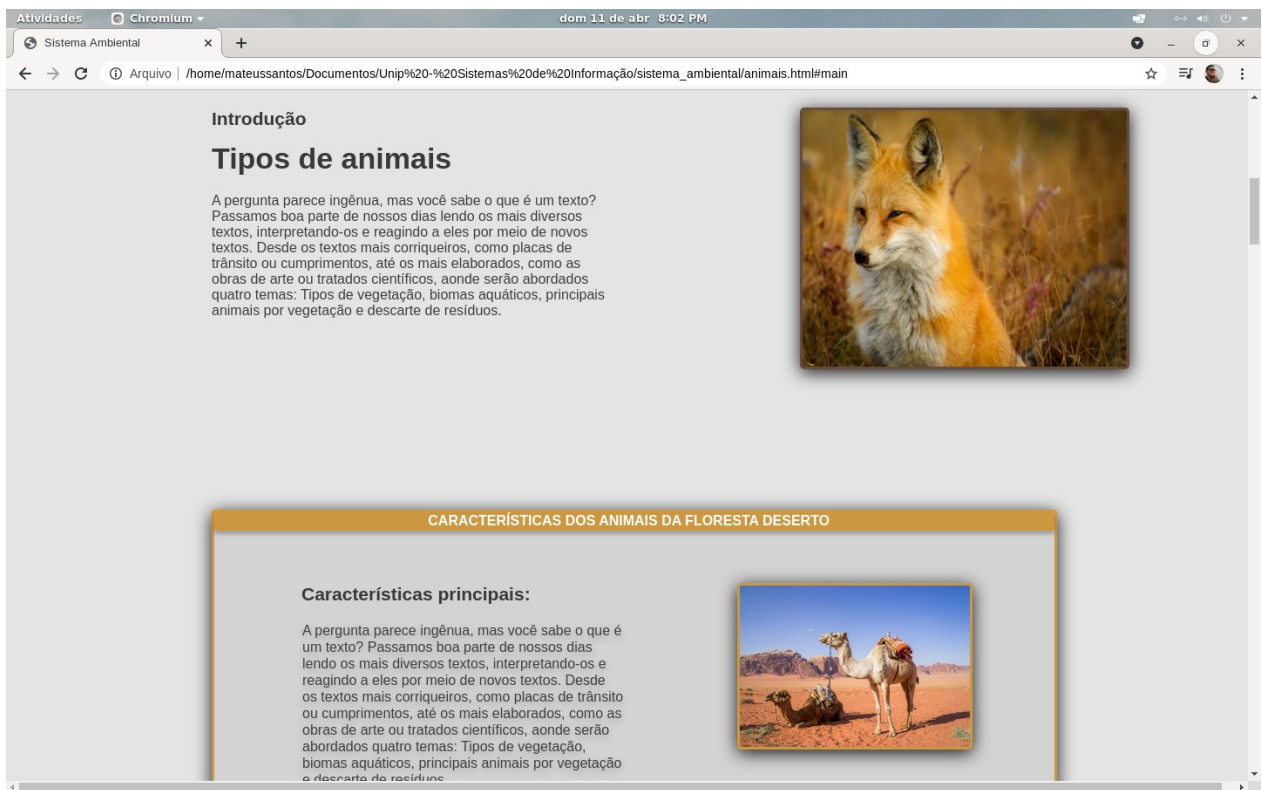 Atividades Chromium dom 11 de abr 8:02 PM
Sistema Ambiental
Arquivo | /home/mateussantos/Documentos/Unip%20-%20Sistemas%20de%20Informação/sistema_ambiental/animais.html#main
Introdução
Tipos de animais
A pergunta parece ingênua, mas você sabe o que é um texto?
Passamos boa parte de nossos dias lendo os mais diversos
textos, interpretando-os e reagindo a eles por meio de novos
textos. Desde os textos mais corriqueiros, como placas de
trânsito ou cumprimentos, até os mais elaborados, como as
obras de arte ou tratados científicos, aonde serão abordados
quatro temas: Tipos de vegetação, biomas aquáticos, principais
animais por vegetação e descarte de resíduos.
CARACTERÍSTICAS DOS ANIMAIS DA FLORESTA DESERTO
Características principais:
A pergunta parece ingênua, mas você sabe o que é
um texto? Passamos boa parte de nossos dias
lendo os mais diversos textos, interpretando-os e
reagindo a eles por meio de novos textos. Desde
os textos mais corriqueiros, como placas de trânsito
ou cumprimentos, até os mais elaborados, como as
obras de arte ou tratados científicos, aonde serão
abordados quatro temas: Tipos de vegetação,
biomas aquáticos, principais animais por vegetação
e descarte de resíduos